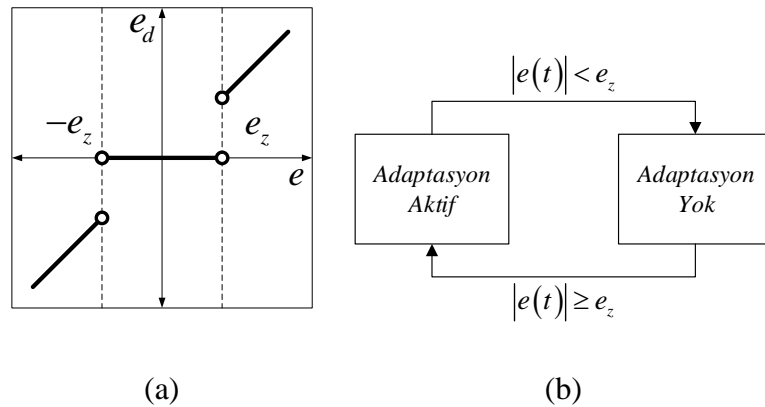 e_d
-e_z
e_z
e
|e(t)| < e_z
Adaptasyon
Aktif
Adaptasyon
Yok
|e(t)| ≥ e_z
(a)
(b)